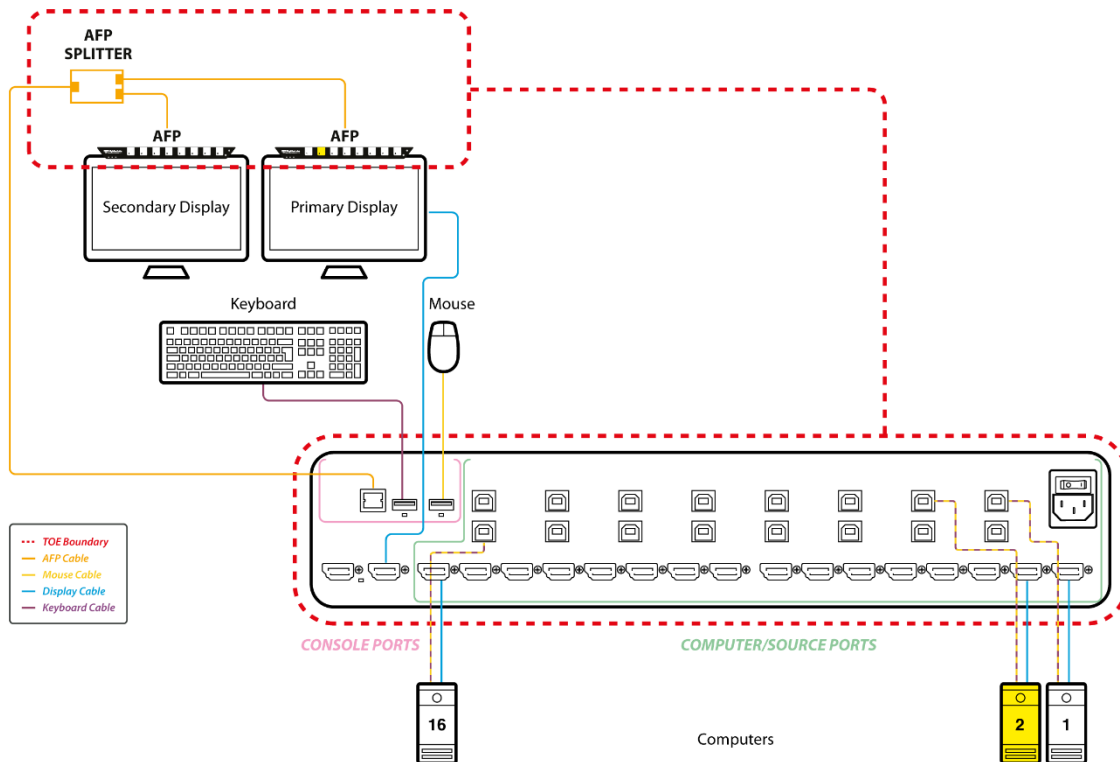 AFP
SPLITTER
AFP
AFP
Secondary Display
Primary Display
Keyboard
Mouse
TOE Boundary
AFP Cable
Mouse Cable
Display Cable
Keyboard Cable
CONSOLE PORTS
COMPUTER/SOURCE PORTS
16
2
1
Computers